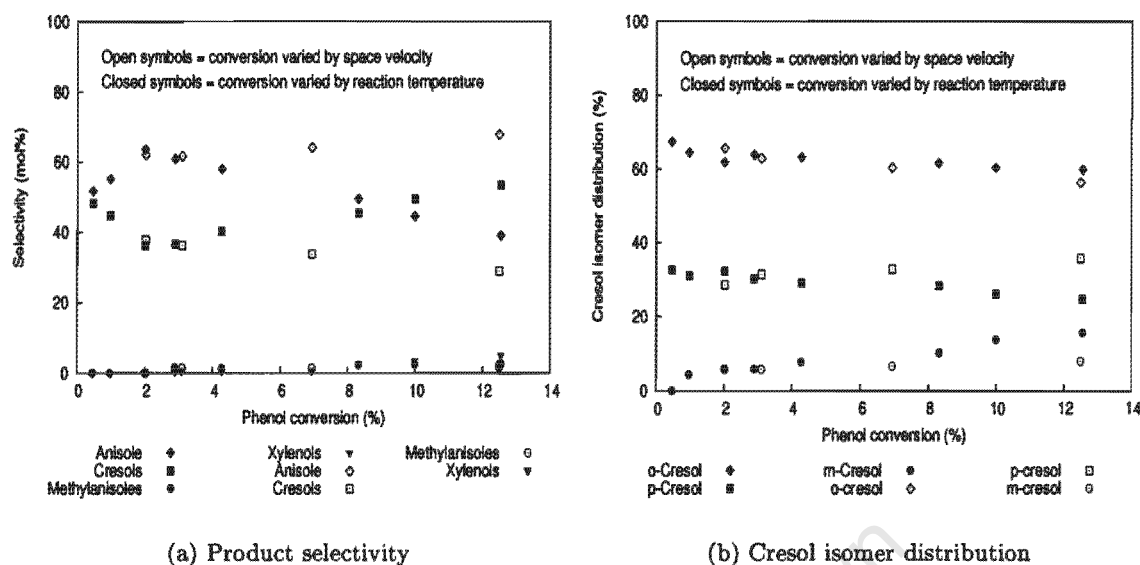 100
80
60
40
20
0
Selectivity (mol%)
Open symbols = conversion varied by space velocity
Closed symbols = conversion varied by reaction temperature
0 2 4 6 8 10 12 14
Phenol conversion (%)
Anisole Xylenols Methylanisoles
Cresols Anisole Xylenols
Methylanisoles Cresols
(a) Product selectivity
100
80
60
40
20
0
Cresol isomer distribution (%)
Open symbols = conversion varied by space velocity
Closed symbols = conversion varied by reaction temperature
0 2 4 6 8 10 12 14
Phenol conversion (%)
o-Cresol m-Cresol p-cresol
p-Cresol o-cresol m-cresol
(b) Cresol isomer distribution